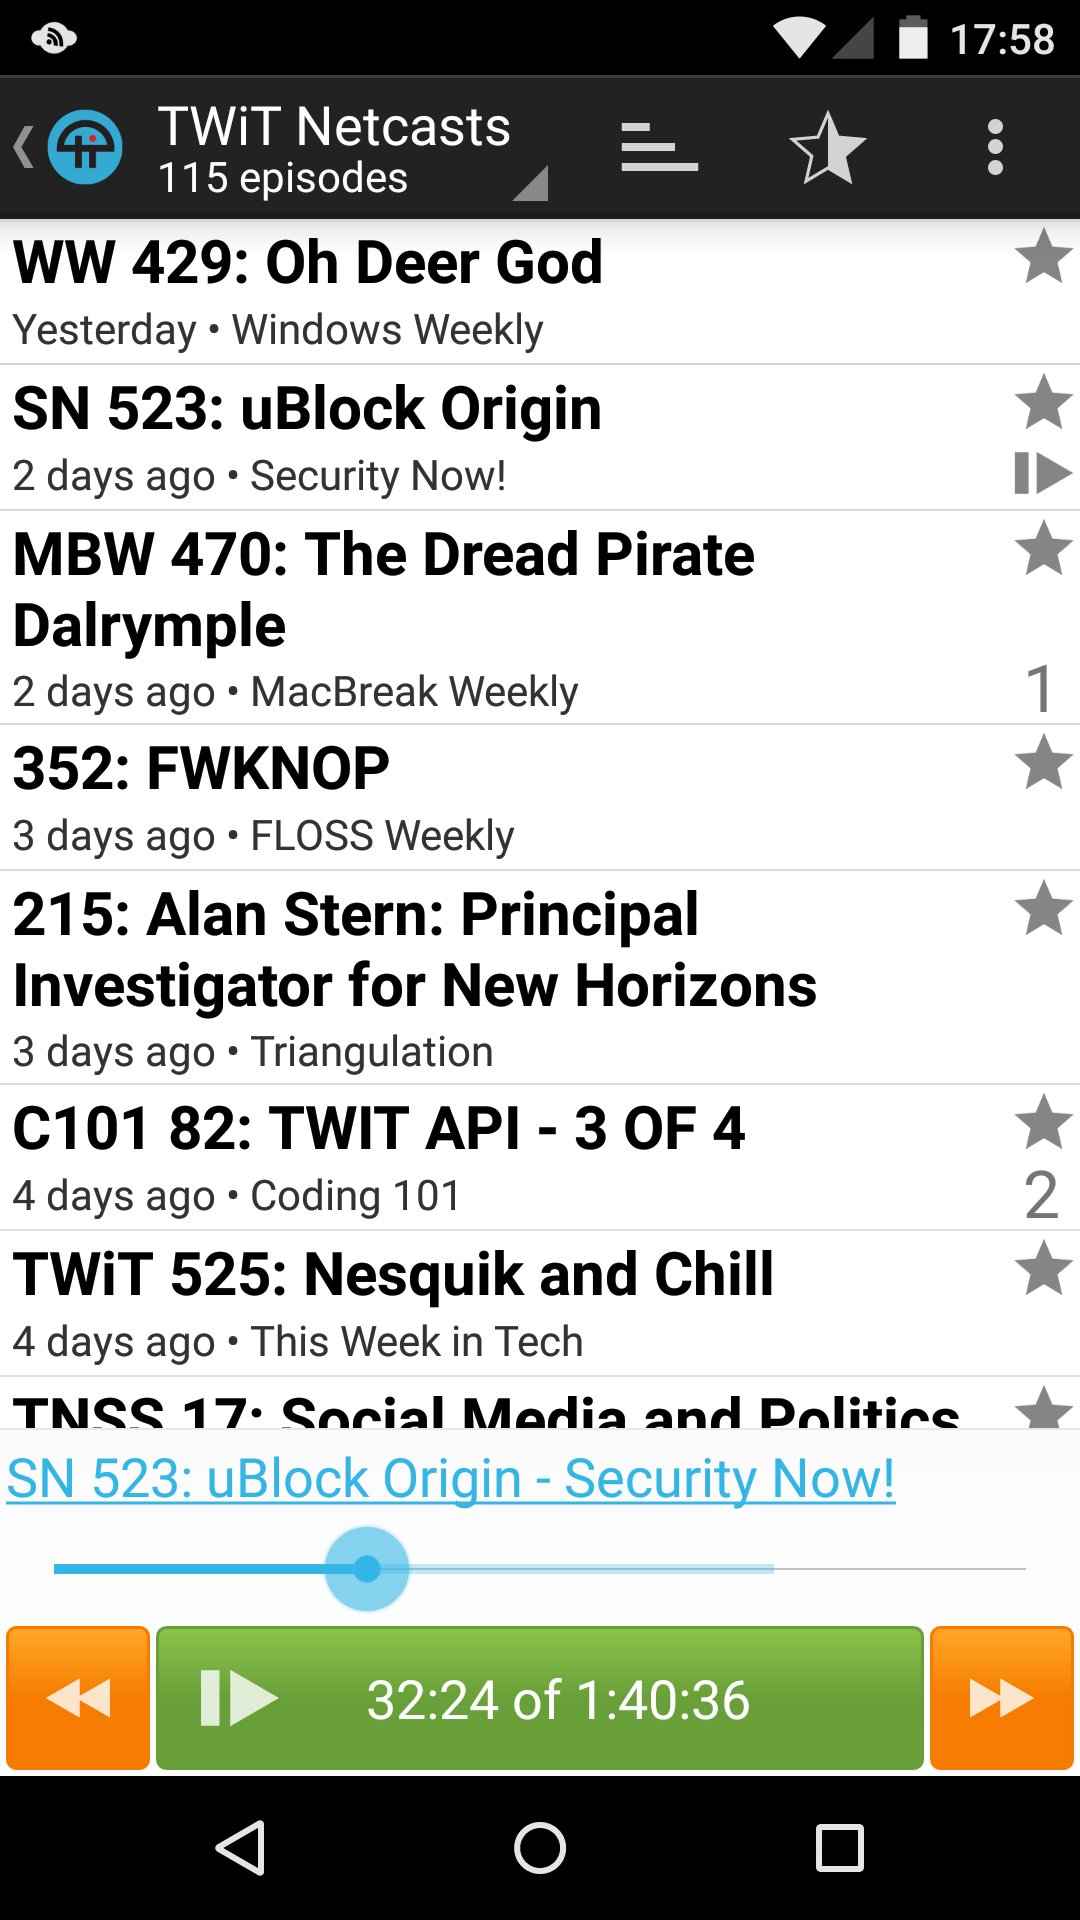 17:58
TWiT Netcasts
115 episodes
WW 429: Oh Deer God
Yesterday • Windows Weekly
SN 523: uBlock Origin
2 days ago • Security Now!
MBW 470: The Dread Pirate
Dalrymple
2 days ago • MacBreak Weekly
1
352: FWKNOP
3 days ago • FLOSS Weekly
215: Alan Stern: Principal
Investigator for New Horizons
3 days ago • Triangulation
C101 82: TWIT API - 3 OF 4
4 days ago • Coding 101
2
TWiT 525: Nesquik and Chill
4 days ago • This Week in Tech
TNSS 17: Social Media and Politics
SN 523: uBlock Origin - Security Now!
32:24 of 1:40:36